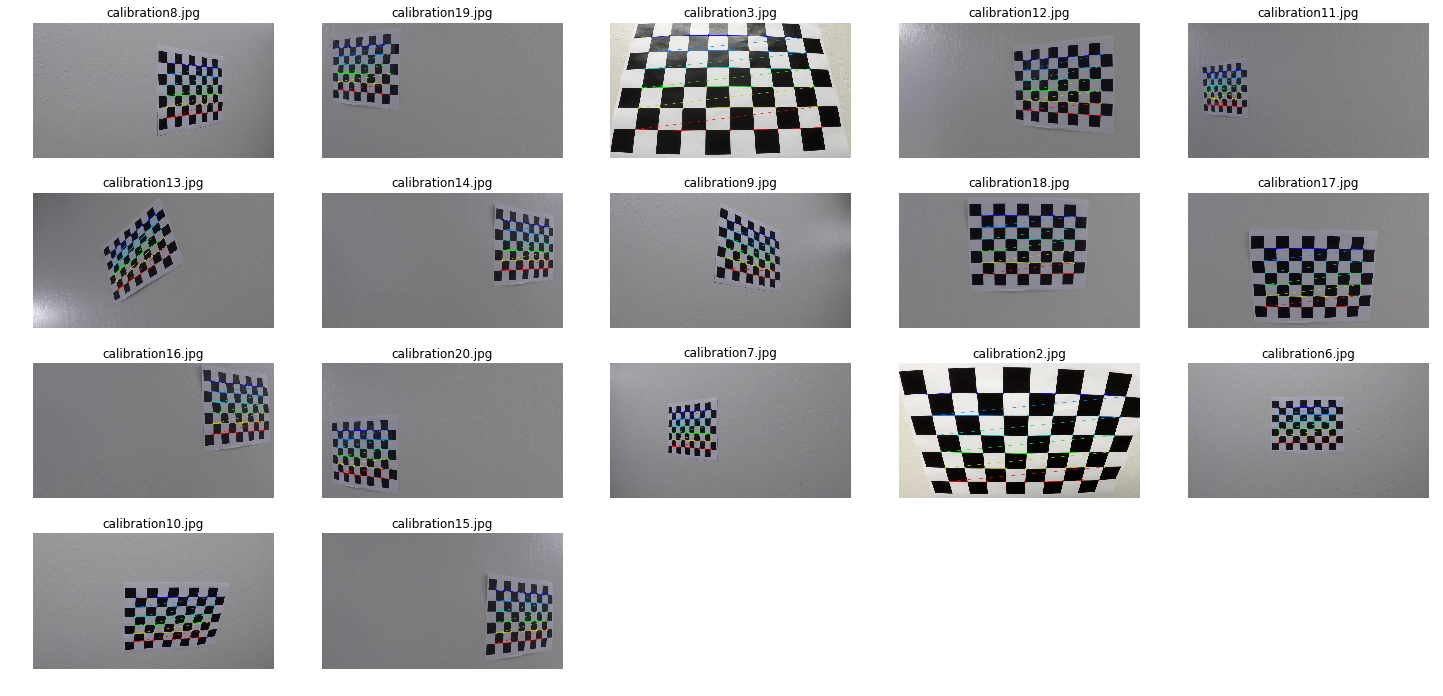 calibration8.jpg
calibration19.jpg
calibration3.jpg
calibration12.jpg
calibration11.jpg
calibration13.jpg
calibration14.jpg
calibration9.jpg
calibration18.jpg
calibration17.jpg
calibration16.jpg
calibration20.jpg
calibration7.jpg
calibration2.jpg
calibration6.jpg
calibration10.jpg
calibration15.jpg